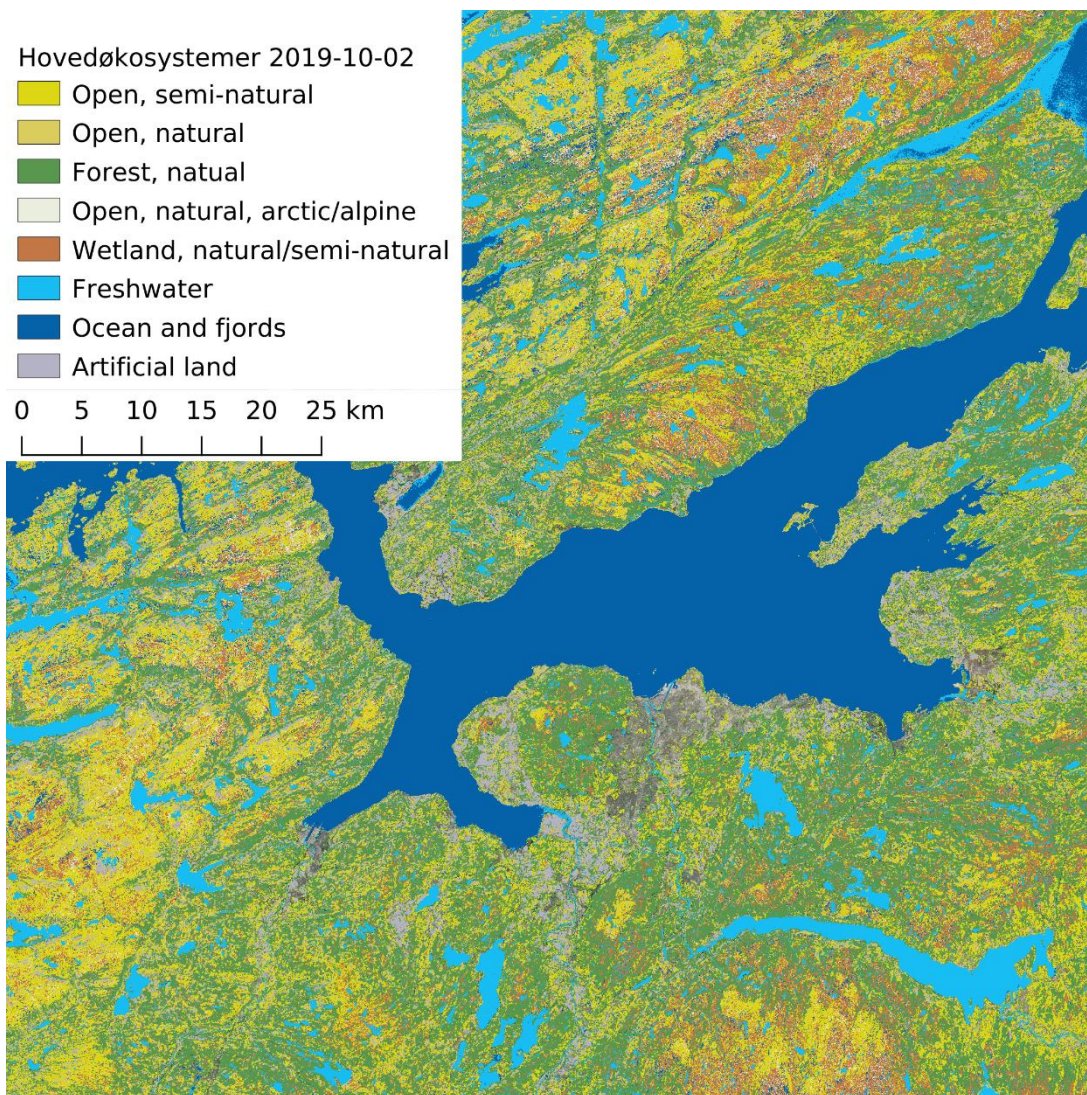 Hovedøkosystemer 2019-10-02
Open, semi-natural
Open, natural
Forest, natual
Open, natural, arctic/alpine
Wetland, natural/semi-natural
Freshwater
Ocean and fjords
Artificial land
0 5 10 15 20 25 km